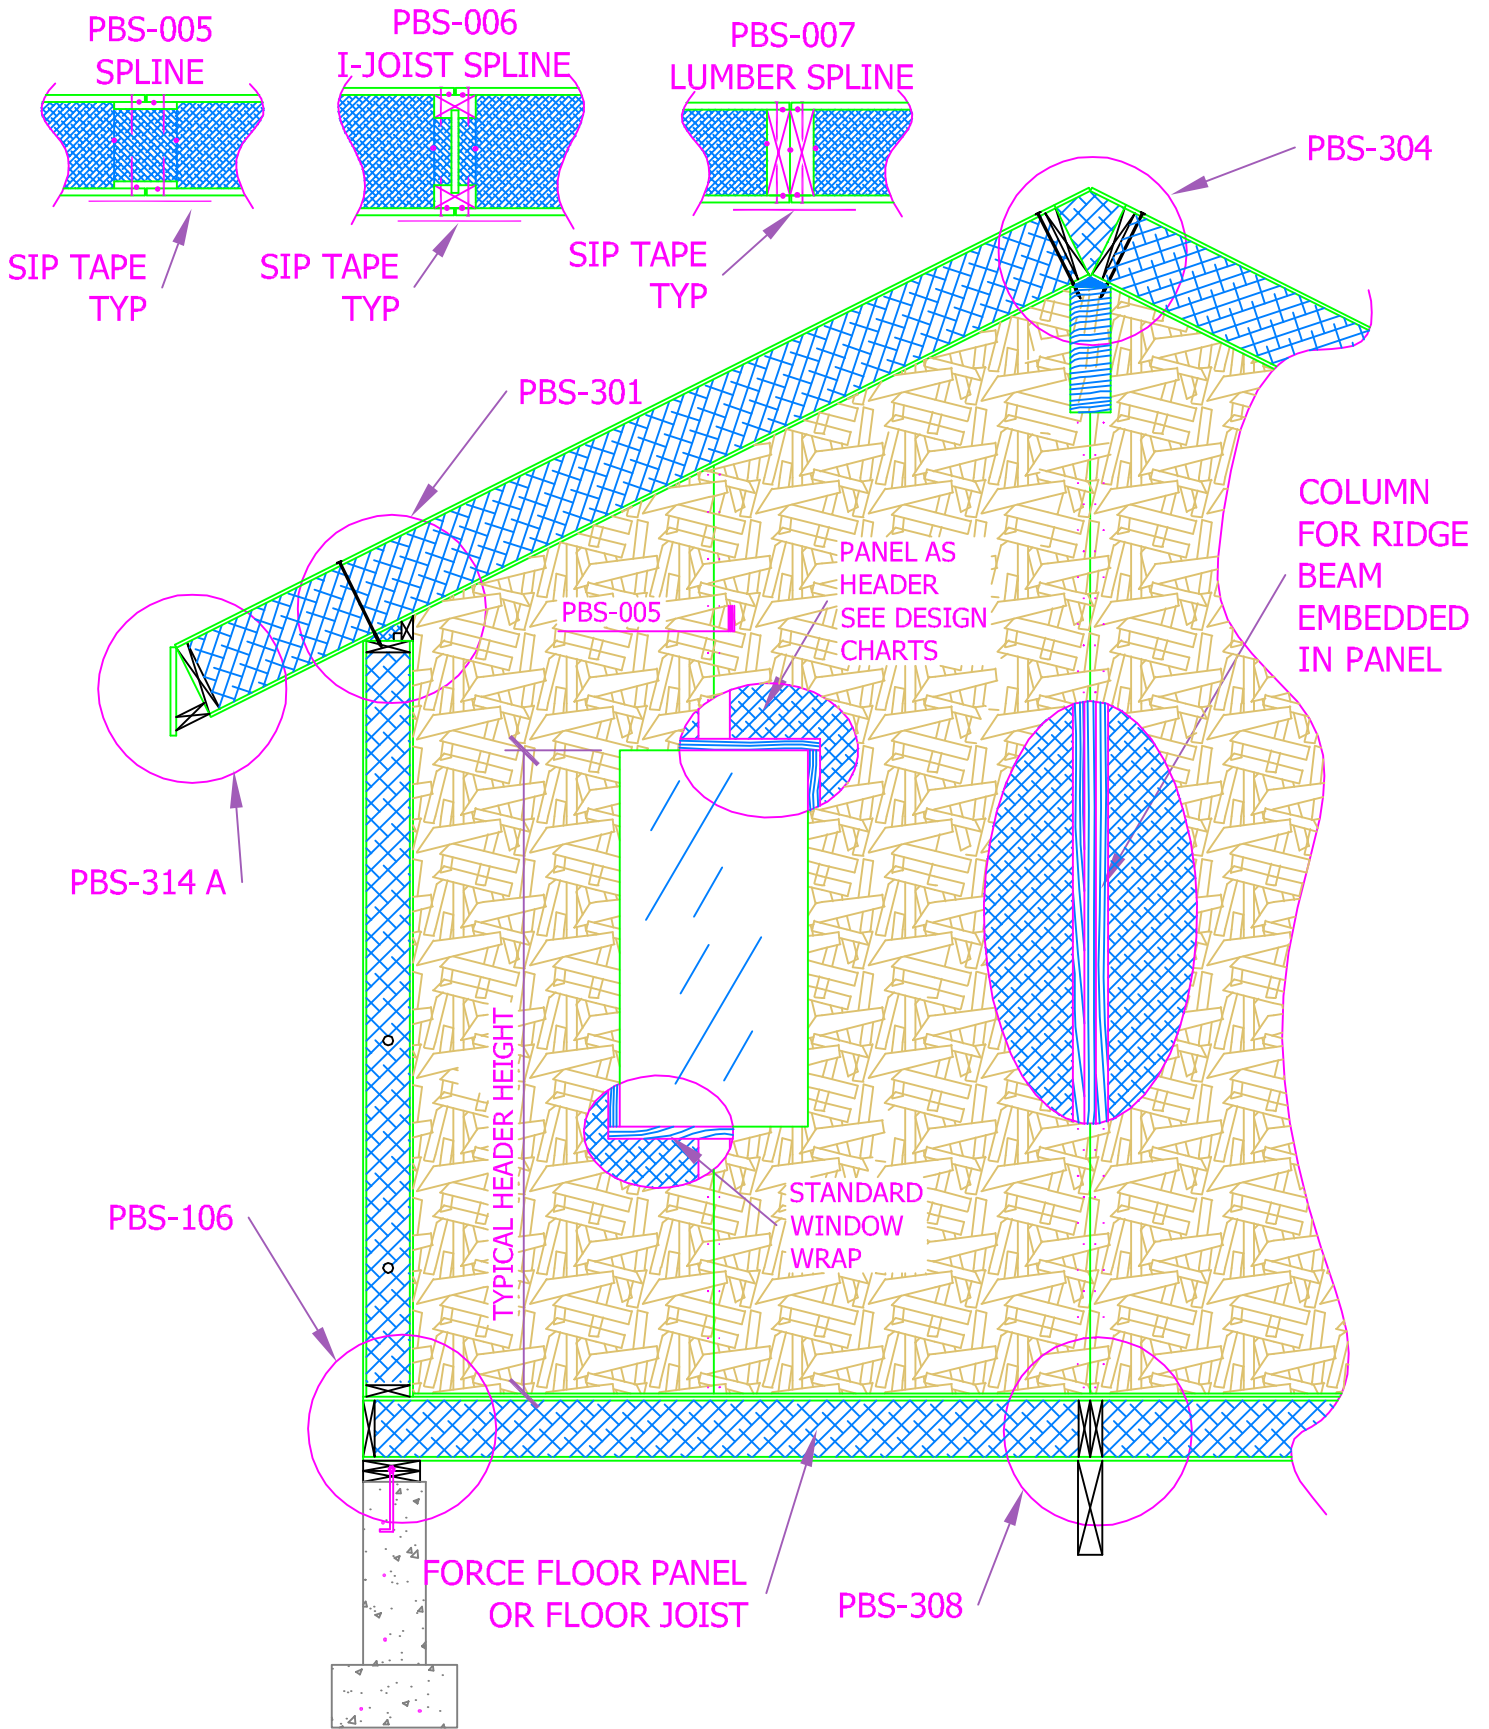 PBS-005
SPLINE
SIP TAPE
TYP
PBS-006
I-JOIST SPLINE
SIP TAPE
TYP
PBS-007
LUMBER SPLINE
SIP TAPE
TYP
PBS-304
PBS-301
COLUMN
FOR RIDGE
BEAM
EMBEDDED
IN PANEL
PANEL AS
HEADER
SEE DESIGN
CHARTS
PBS-005
PBS-314 A
TYPICAL HEADER HEIGHT
STANDARD
WINDOW
WRAP
PBS-106
FORCE FLOOR PANEL
OR FLOOR JOIST
PBS-308